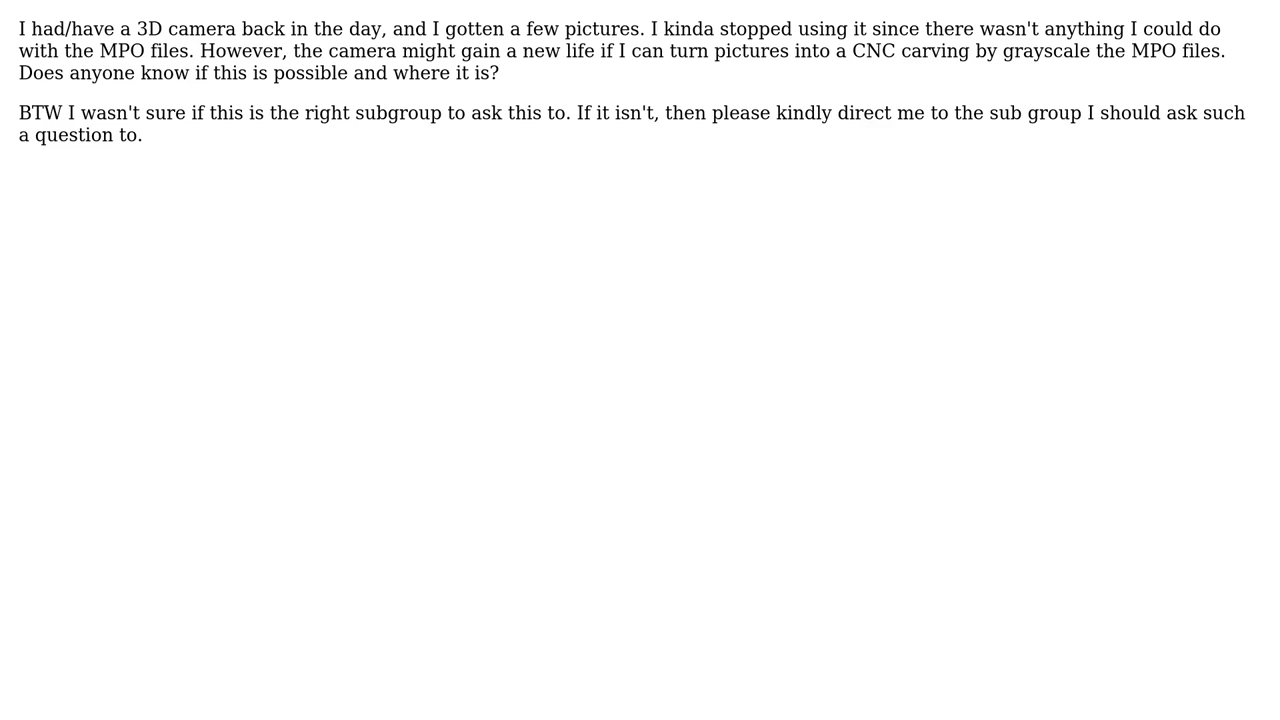 I had/have a 3D camera back in the day, and I gotten a few pictures. I kinda stopped using it since there wasn't anything I could do
with the MPO files. However, the camera might gain a new life if I can turn pictures into a CNC carving by grayscale the MPO files.
Does anyone know if this is possible and where it is?
BTW I wasn't sure if this is the right subgroup to ask this to. If it isn't, then please kindly direct me to the sub group I should ask such
a question to.